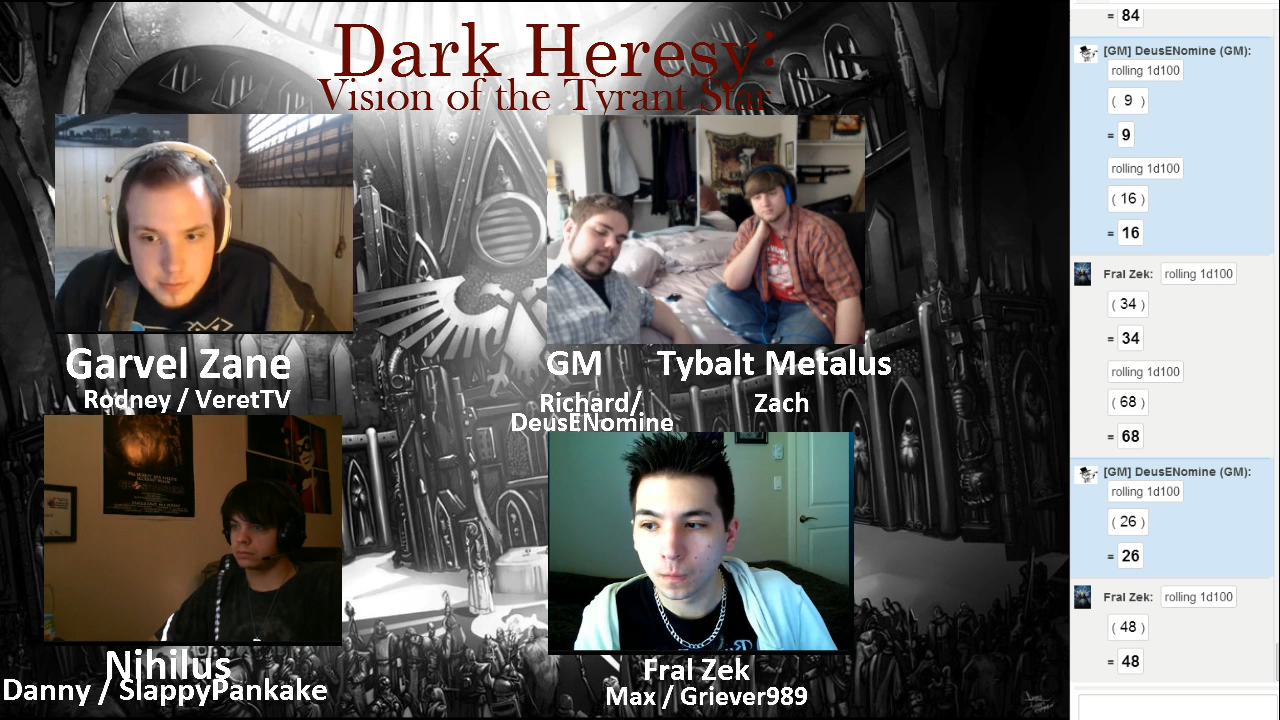 Dark Heresy:
Vision of the Tyrant Star
Garvel Zane
Rodney / VeretTV
GM
Richard/
DeusENomine
Tybalt Metalus
Zach
Nihilus
Danny / SlappyPankake
Fral Zek
Max / Griever989
= 84
[GM] DeusENomine (GM):
rolling 1d100
( 9 )
= 9
rolling 1d100
( 16 )
= 16
Fral Zek: rolling 1d100
( 34 )
= 34
rolling 1d100
( 68 )
= 68
[GM] DeusENomine (GM):
rolling 1d100
( 26 )
= 26
Fral Zek: rolling 1d100
( 48 )
= 48